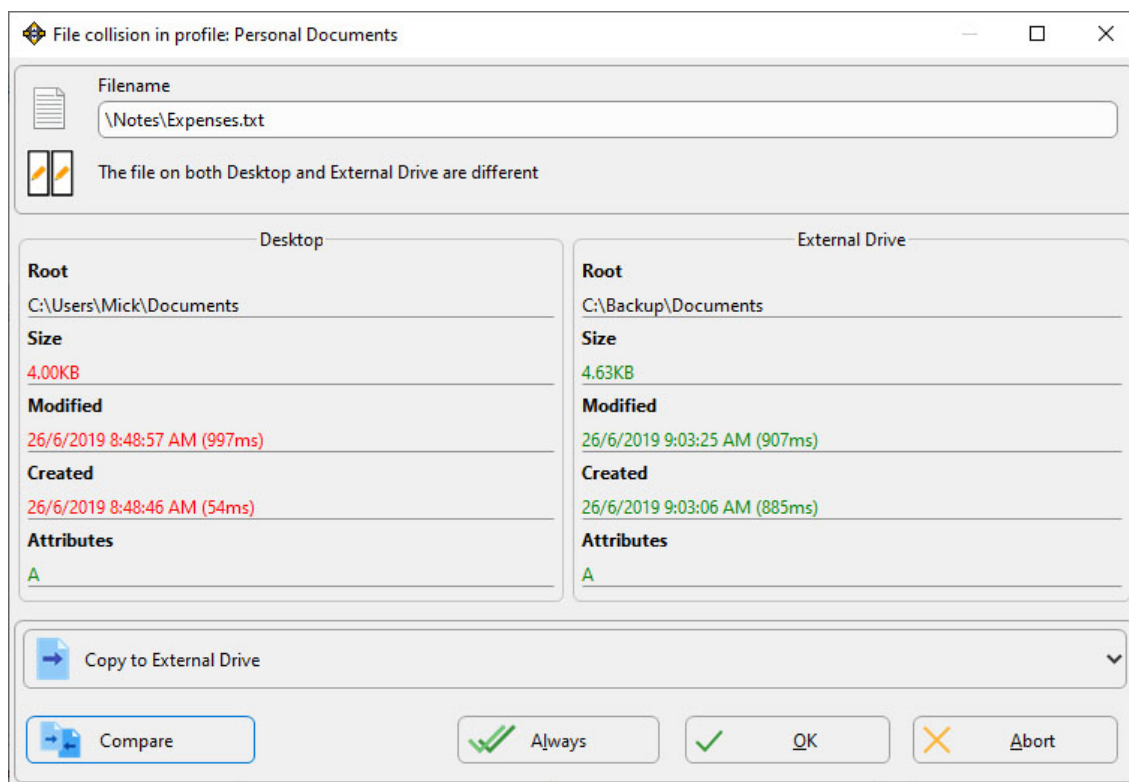 File collision in profile: Personal Documents
Filename
\Notes\Expenses.txt
The file on both Desktop and External Drive are different
Desktop
Root
C:\Users\Mick\Documents
Size
4.00KB
Modified
26/6/2019 8:48:57 AM (997ms)
Created
26/6/2019 8:48:46 AM (54ms)
Attributes
A
External Drive
Root
C:\Backup\Documents
Size
4.63KB
Modified
26/6/2019 9:03:25 AM (907ms)
Created
26/6/2019 9:03:06 AM (885ms)
Attributes
A
Copy to External Drive
Compare
Always
OK
Abort